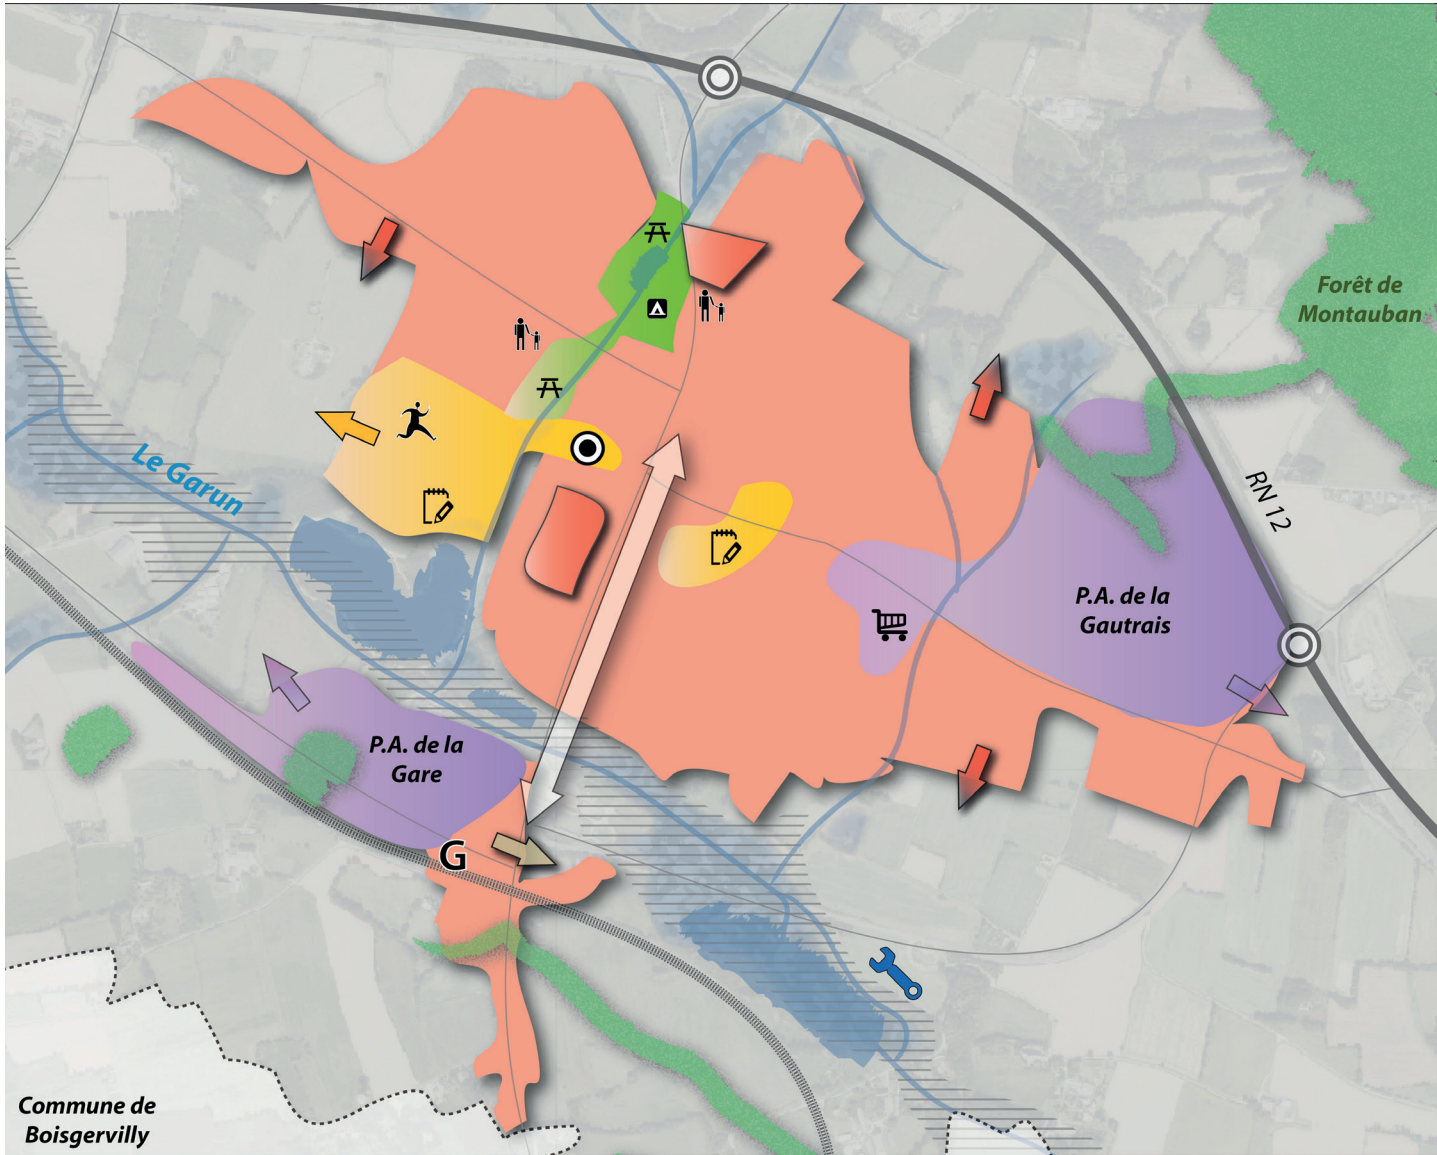 Forêt de
Montauban
Le Garun
RN 12
P.A. de la
Gautrais
P.A. de la
Gare
G
Commune de
Boisgervilly